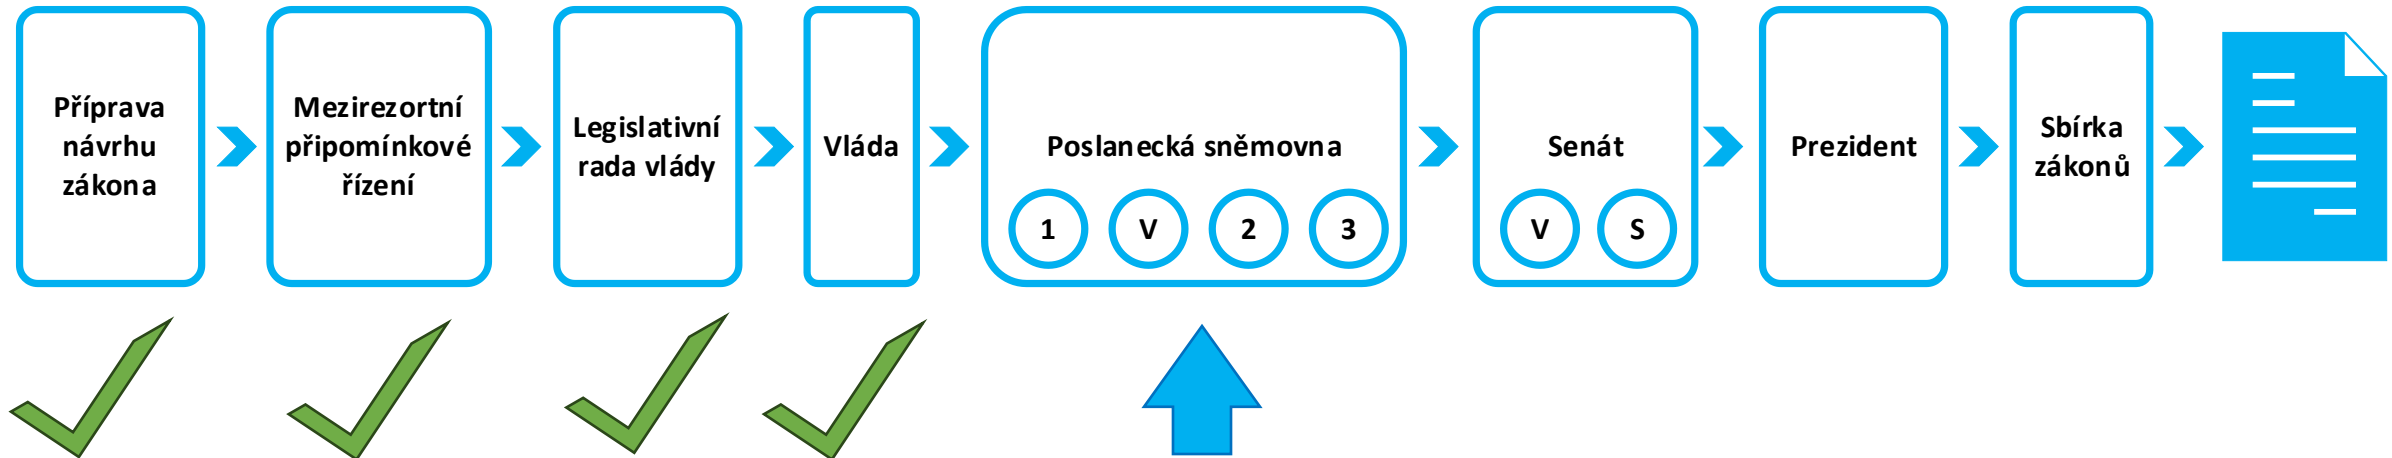 Příprava
návrhu
zákona
Mezirezortní
připomínkové
řízení
Legislativní
rada vlády
Vláda
Poslanecká sněmovna
1 V 2 3
Senát
V S
Prezident
Sbírka
zákonů